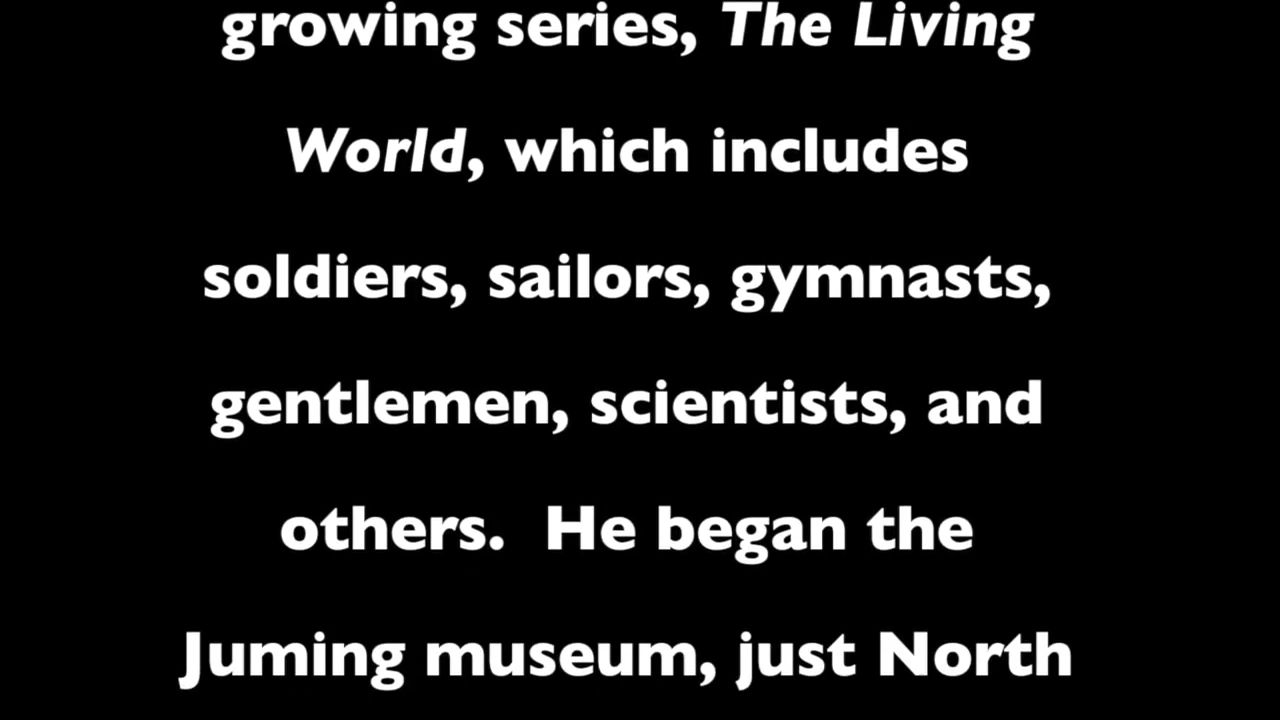 growing series, The Living
World, which includes
soldiers, sailors, gymnasts,
gentlemen, scientists, and
others.  He began the
Juming museum, just North